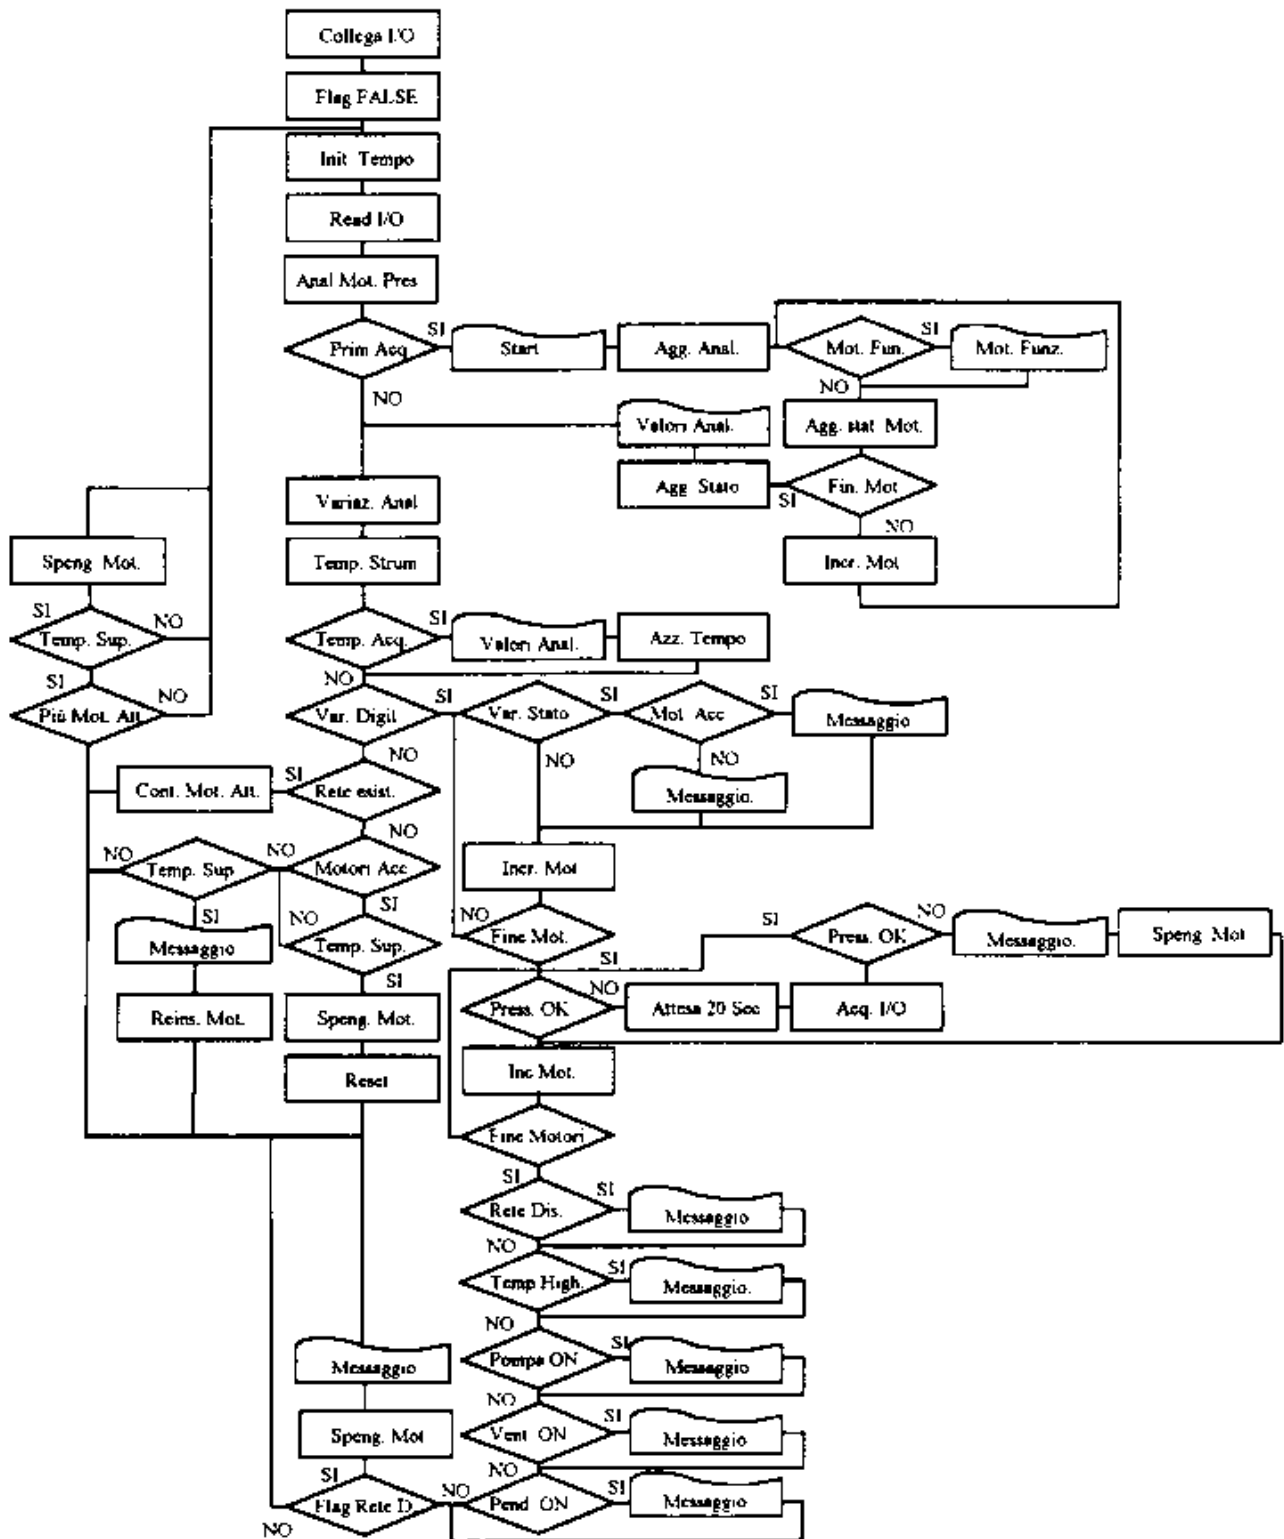 Collega I/O
Flag FALSE
Init Tempo
Read I/O
Anal Mot. Pres
Prim Acq
SI
Start
Agg. Anal.
Mot. Fun.
SI
Mot. Funz.
NO
NO
Valori Anal.
Agg. stat Mot.
Variaz. Anal
Agg Stato
SI
Fin. Mot
NO
Speng Mot.
Temp. Strum
Incr. Mot
SI
Temp. Sup.
NO
Temp. Acq
SI
Valori Anal.
Azz. Tempo
SI
NO
NO
Più Mot. Att
Var. Digit
SI
Var. Stato
SI
Mot Acc
SI
Messaggio
NO
NO
NO
Cont. Mot. Att.
SI
Rete exist.
Messaggio.
NO
NO
Temp. Sup
NO
Motori Acc
Incr. Mot
SI
SI
Messaggio
NO
Temp. Sup.
NO
Fine Mot.
SI
SI
Press. OK
NO
Messaggio.
Speng Mot
SI
Reins. Mot.
Speng. Mot.
Press. OK
NO
Attesa 20 Sec
Acq. I/O
Reset
Inc Mot.
Fine Motori
SI
Rete Dis.
SI
Messaggio
NO
Temp High.
SI
Messaggio.
NO
Messaggio
Pompa ON
SI
Messaggio
NO
Speng. Mot
Vent ON
SI
Messaggio
SI
NO
Flag Rete D
NO
Pend ON
SI
Messaggio
NO